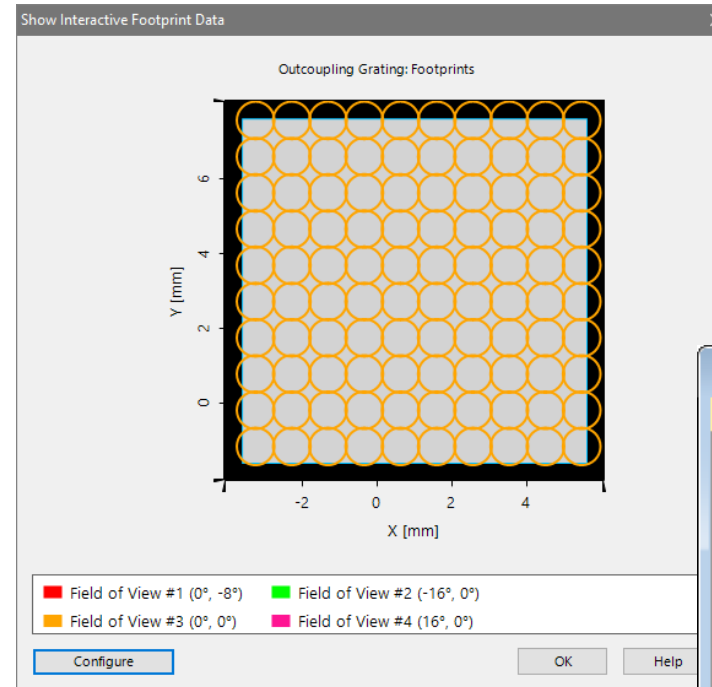 Show Interactive Footprint Data
Outcoupling Grating: Footprints
6
4
2
0
Y [mm]
-2 0 2 4
X [mm]
Field of View #1 (0°, -8°) Field of View #2 (-16°, 0°)
Field of View #3 (0°, 0°) Field of View #4 (16°, 0°)
Configure OK Help